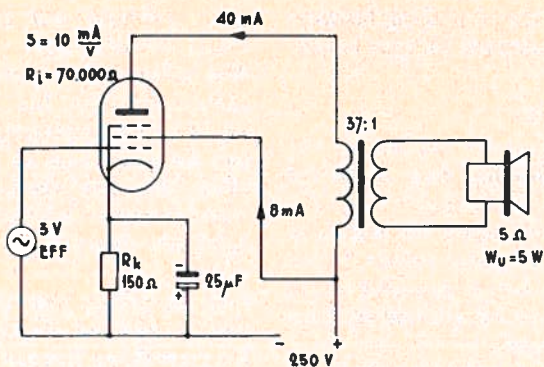 40 mA
S = 10 mA/V
Ri = 70.000 Ω
37:1
8 mA
3 V
EFF
Rk
150 Ω
-
+
25 µF
5 Ω
Wu = 5 W
- +
250 V